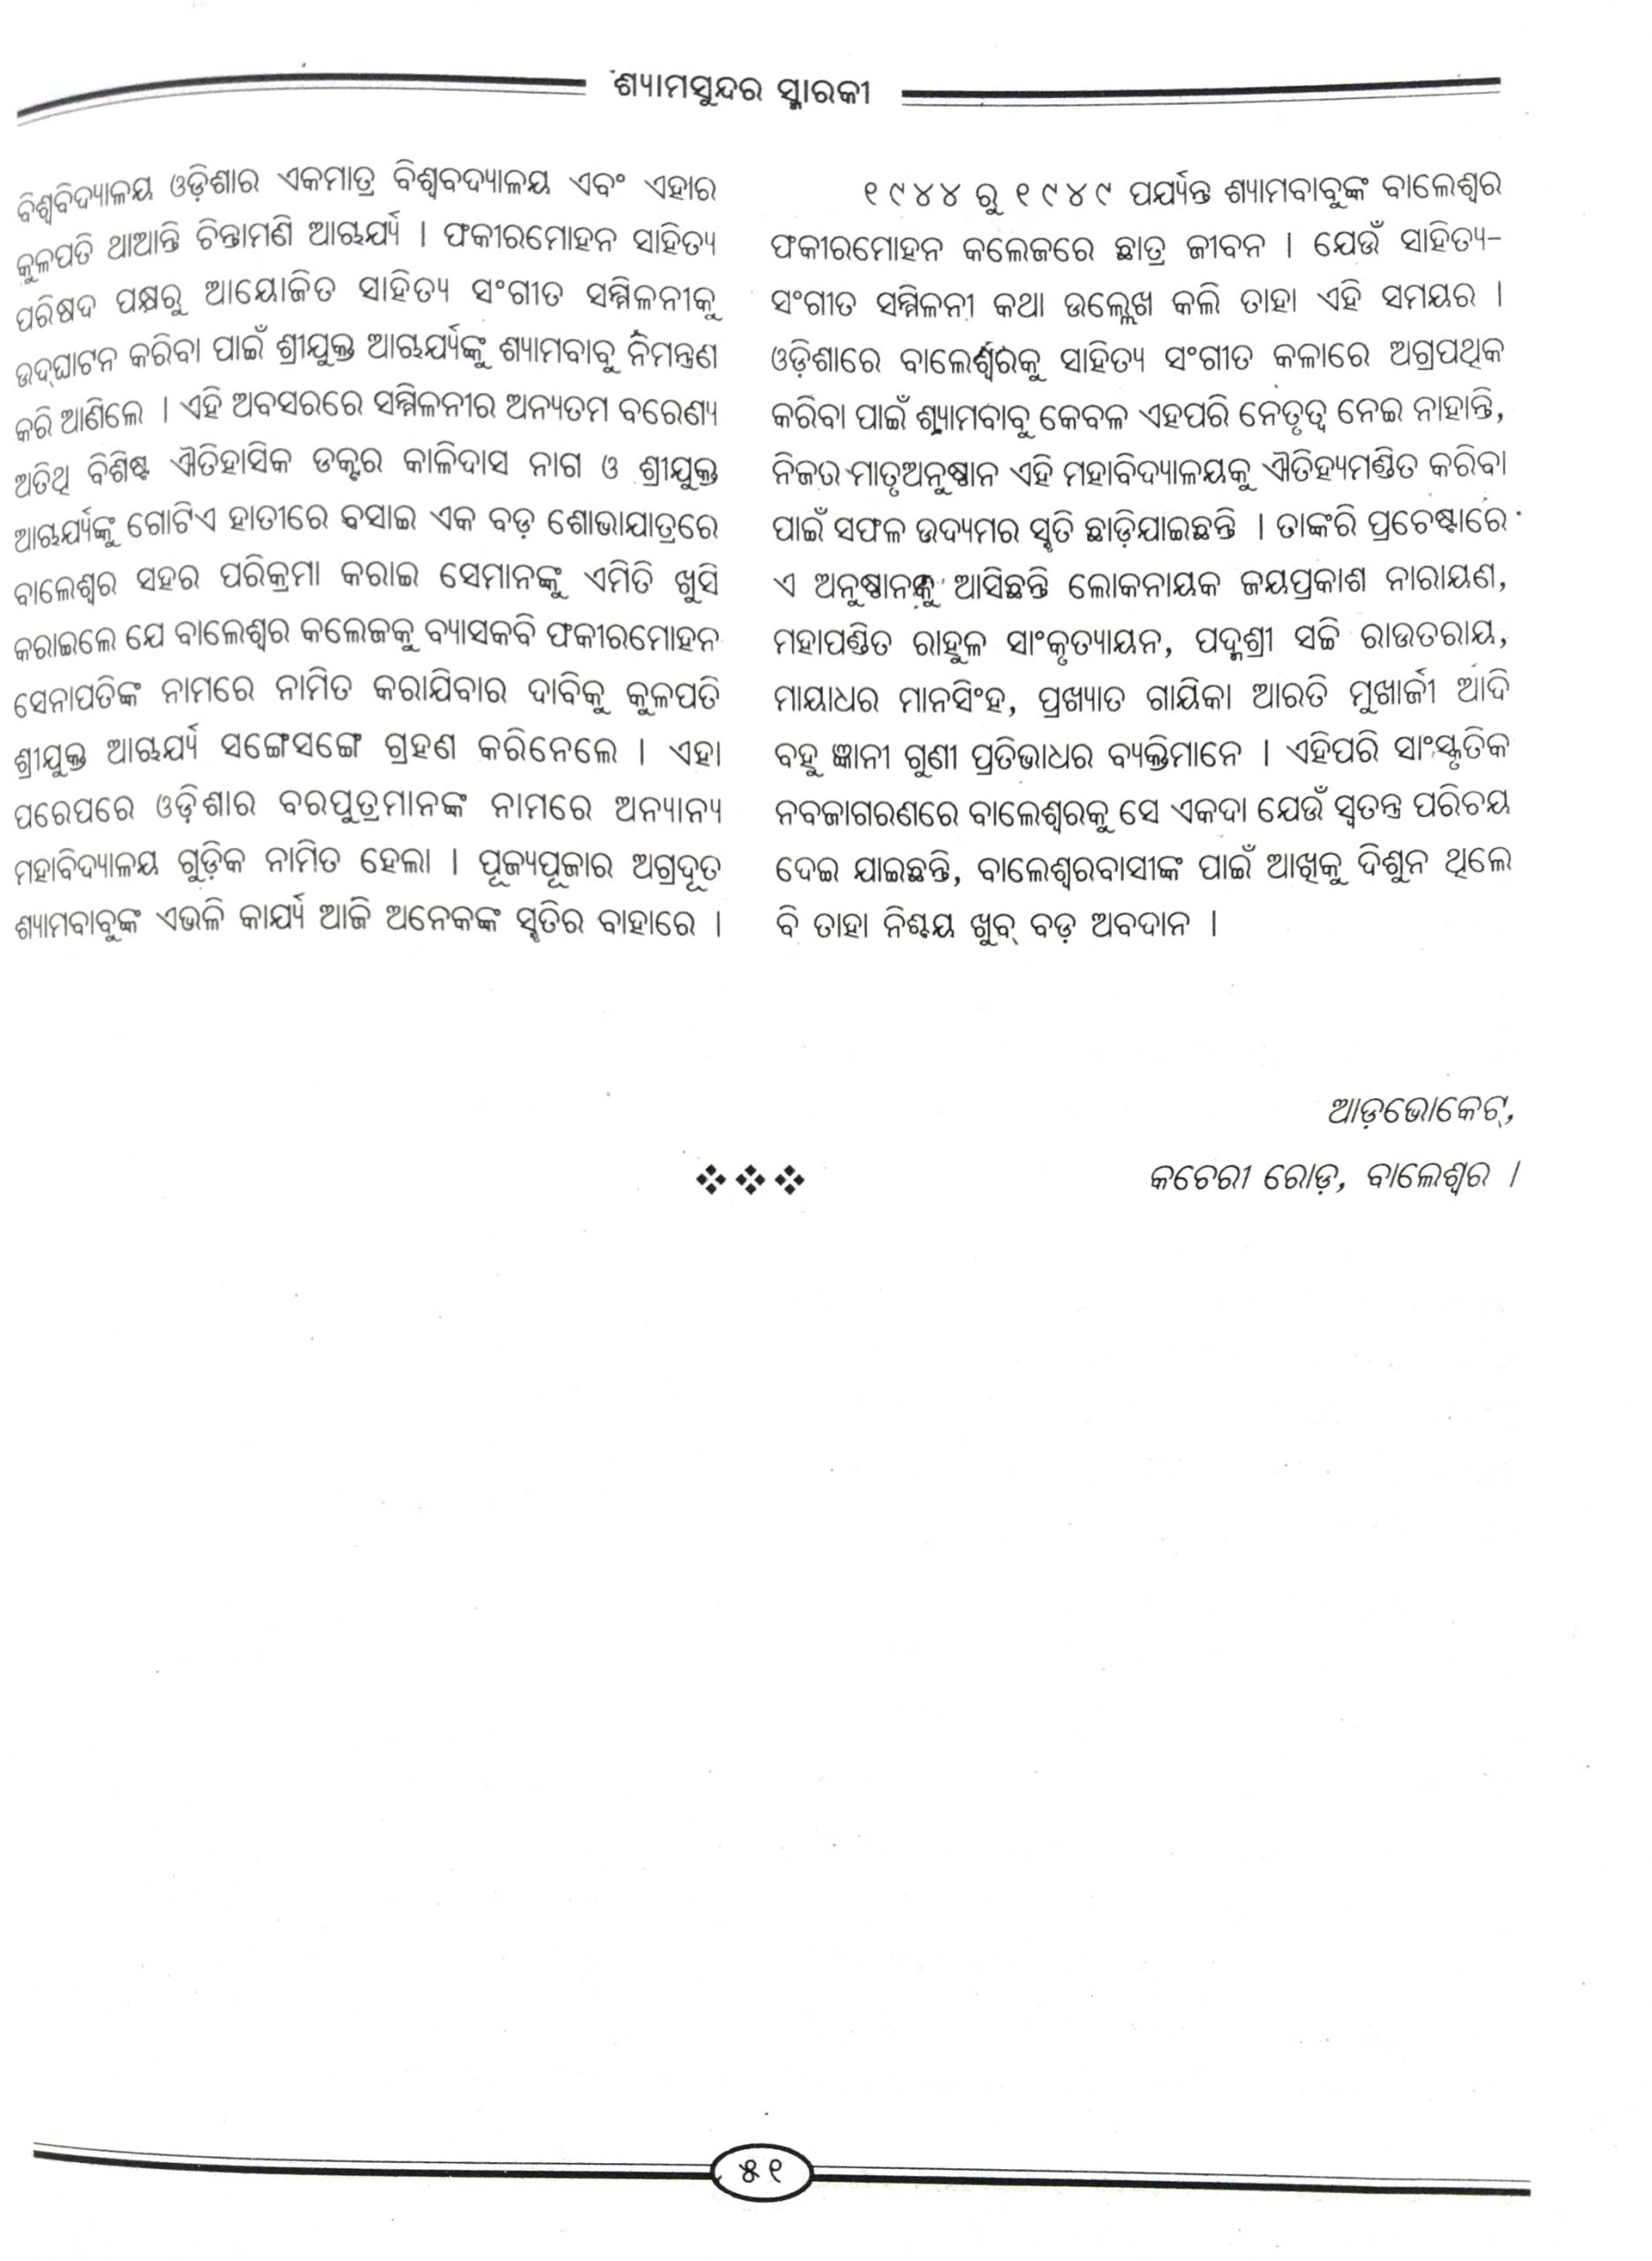 ଶ୍ୟାମସୁନ୍ଦର ସ୍ମାରକୀ
ବିଶ୍ୱବିଦ୍ୟାଳୟ ଓଡ଼ିଶାର ଏକମାତ୍ର ବିଶ୍ୱବଦ୍ୟାଳୟ ଏବଂ ଏହାର
କୁଳପତି ଥାଆନ୍ତି ଚିନ୍ତାମଣି ଆଚାର୍ଯ୍ୟ । ଫକୀରମୋହନ ସାହିତ୍ୟ
ପରିଷଦ ପକ୍ଷରୁ ଆୟୋଜିତ ସାହିତ୍ୟ ସଂଗୀତ ସମ୍ମିଳନୀକୁ
ଉଦ୍‌ଘାଟନ କରିବା ପାଇଁ ଶ୍ରୀଯୁକ୍ତ ଆଚାର୍ଯ୍ୟଙ୍କୁ ଶ୍ୟାମବାବୁ ନିମନ୍ତ୍ରଣ
କରି ଆଣିଲେ । ଏହି ଅବସରରେ ସମ୍ମିଳନୀର ଅନ୍ୟତମ ବରେଣ୍ୟ
ଅତିଥି ବିଶିଷ୍ଟ ଐତିହାସିକ ଡକ୍ଟର କାଳିଦାସ ନାଗ ଓ ଶ୍ରୀଯୁକ୍ତ
ଆଚାର୍ଯ୍ୟଙ୍କୁ ଗୋଟିଏ ହାତୀରେ ବସାଇ ଏକ ବଡ଼ ଶୋଭାଯାତ୍ରରେ
ବାଲେଶ୍ୱର ସହର ପରିକ୍ରମା କରାଇ ସେମାନଙ୍କୁ ଏମିତି ଖୁସି
କରାଇଲେ ଯେ ବାଲେଶ୍ୱର କଲେଜକୁ ବ୍ୟାସକବି ଫକୀରମୋହନ
ସେନାପତିଙ୍କ ନାମରେ ନାମିତ କରାଯିବାର ଦାବିକୁ କୁଳପତି
ଶ୍ରୀଯୁକ୍ତ ଆଚାର୍ଯ୍ୟ ସଙ୍ଗେସଙ୍ଗେ ଗ୍ରହଣ କରିନେଲେ । ଏହା
ପରେପରେ ଓଡ଼ିଶାର ବରପୁତ୍ରମାନଙ୍କ ନାମରେ ଅନ୍ୟାନ୍ୟ
ମହାବିଦ୍ୟାଳୟ ଗୁଡ଼ିକ ନାମିତ ହେଲା । ପୂଜ୍ୟପୂଜାର ଅଗ୍ରଦୂତ
ଶ୍ୟାମବାବୁଙ୍କ ଏଭଳି କାର୍ଯ୍ୟ ଆଜି ଅନେକଙ୍କ ସ୍ମୃତିର ବାହାରେ ।
୧୯୪୪ ରୁ ୧୯୪୯ ପର୍ଯ୍ୟନ୍ତ ଶ୍ୟାମବାବୁଙ୍କ ବାଲେଶ୍ୱର
ଫକୀରମୋହନ କଲେଜରେ ଛାତ୍ର ଜୀବନ । ଯେଉଁ ସାହିତ୍ୟ-
ସଂଗୀତ ସମ୍ମିଳନୀ କଥା ଉଲ୍ଲେଖ କଲି ତାହା ଏହି ସମୟର ।
ଓଡ଼ିଶାରେ ବାଲେଶ୍ୱରକୁ ସାହିତ୍ୟ ସଂଗୀତ କଳାରେ ଅଗ୍ରପଥିକ
କରିବା ପାଇଁ ଶ୍ୟାମବାବୁ କେବଳ ଏହପରି ନେତୃତ୍ୱ ନେଇ ନାହାନ୍ତି,
ନିଜର ମାତୃଅନୁଷ୍ଠାନ ଏହି ମହାବିଦ୍ୟାଳୟକୁ ଐତିହ୍ୟମଣ୍ଡିତ କରିବା
ପାଇଁ ସଫଳ ଉଦ୍ୟମର ସ୍ମୃତି ଛାଡ଼ିଯାଇଛନ୍ତି । ତାଙ୍କରି ପ୍ରଚେଷ୍ଟାରେ
ଏ ଅନୁଷ୍ଠାନକୁ ଆସିଛନ୍ତି ଲୋକନାୟକ ଜୟପ୍ରକାଶ ନାରାୟଣ,
ମହାପଣ୍ଡିତ ରାହୁଳ ସାଂକୃତ୍ୟାୟନ, ପଦ୍ମଶ୍ରୀ ସଚ୍ଚି ରାଉତରାୟ,
ମାୟାଧର ମାନସିଂହ, ପ୍ରଖ୍ୟାତ ଗାୟିକା ଆରତି ମୁଖାର୍ଜୀ ଆଦି
ବହୁ ଜ୍ଞାନୀ ଗୁଣୀ ପ୍ରତିଭାଧର ବ୍ୟକ୍ତିମାନେ । ଏହିପରି ସାଂସ୍କୃତିକ
ନବଜାଗରଣରେ ବାଲେଶ୍ୱରକୁ ସେ ଏକଦା ଯେଉଁ ସ୍ୱତନ୍ତ୍ର ପରିଚୟ
ଦେଇ ଯାଇଛନ୍ତି, ବାଲେଶ୍ୱରବାସୀଙ୍କ ପାଇଁ ଆଖିକୁ ଦିଶୁନ ଥିଲେ
ବି ତାହା ନିଶ୍ଚୟ ଖୁବ୍ ବଡ଼ ଅବଦାନ ।
ଆଡ଼ଭୋକେଟ୍,
କଚେରୀ ରୋଡ଼, ବାଲେଶ୍ୱର ।
୫୧